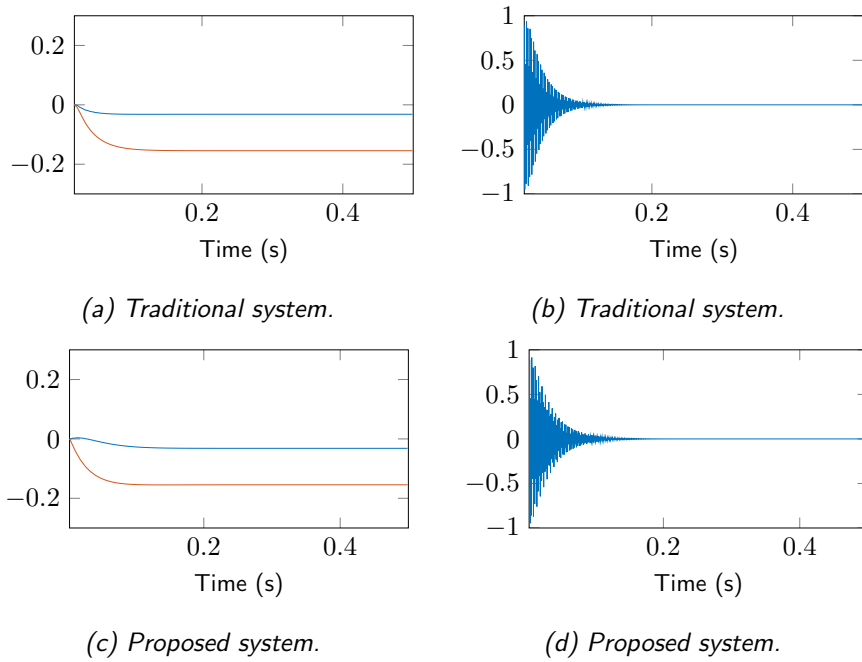 0.2
0
−0.2
0.2 0.4
Time (s)
(a) Traditional system.
1
0.5
0
−0.5
−1
0.2 0.4
Time (s)
(b) Traditional system.
0.2
0
−0.2
0.2 0.4
Time (s)
(c) Proposed system.
1
0.5
0
−0.5
−1
0.2 0.4
Time (s)
(d) Proposed system.